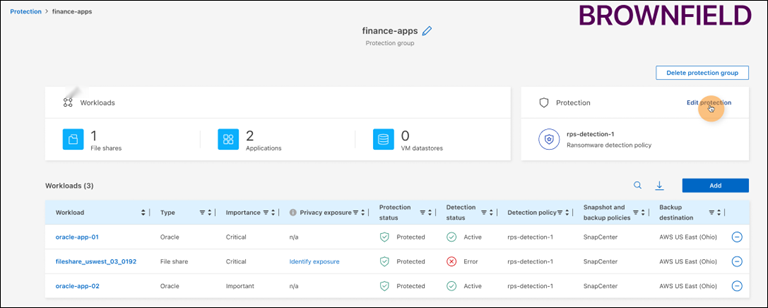 Protection > finance-apps
BROWNFIELD
finance-apps
Protection group
Delete protection group
Workloads
1
File shares
2
Applications
0
VM datastores
Protection
Edit protection
rps-detection-1
Ransomware detection policy
Workloads (3)
Add
Workload Type Importance Privacy exposure Protection status Detection status Detection policy Snapshot and backup policies Backup destination
oracle-app-01 Oracle Critical n/a Protected Active rps-detection-1 SnapCenter AWS US East (Ohio)
fileshare_uswest_03_0192 File share Critical Identify exposure Protected Error rps-detection-1 SnapCenter AWS US East (Ohio)
oracle-app-02 Oracle Important n/a Protected Active rps-detection-1 SnapCenter AWS US East (Ohio)